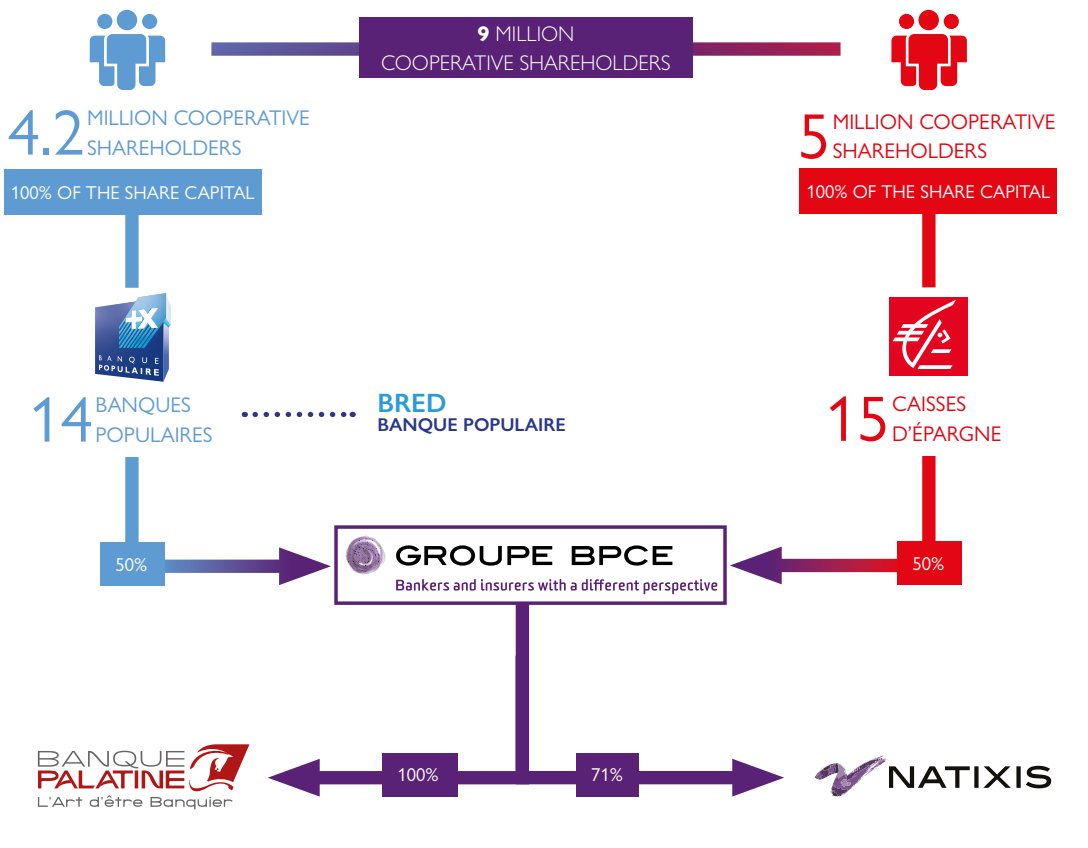 9 MILLION
COOPERATIVE SHAREHOLDERS
4.2 MILLION COOPERATIVE
SHAREHOLDERS
5 MILLION COOPERATIVE
SHAREHOLDERS
100% OF THE SHARE CAPITAL
100% OF THE SHARE CAPITAL
+X
BANQUE
POPULAIRE
14 BANQUES
POPULAIRES
BRED
BANQUE POPULAIRE
15 CAISSES
D'ÉPARGNE
50%
GROUPE BPCE
Bankers and insurers with a different perspective
50%
BANQUE
PALATINE
L'Art d'être Banquier
100%
71%
NATIXIS